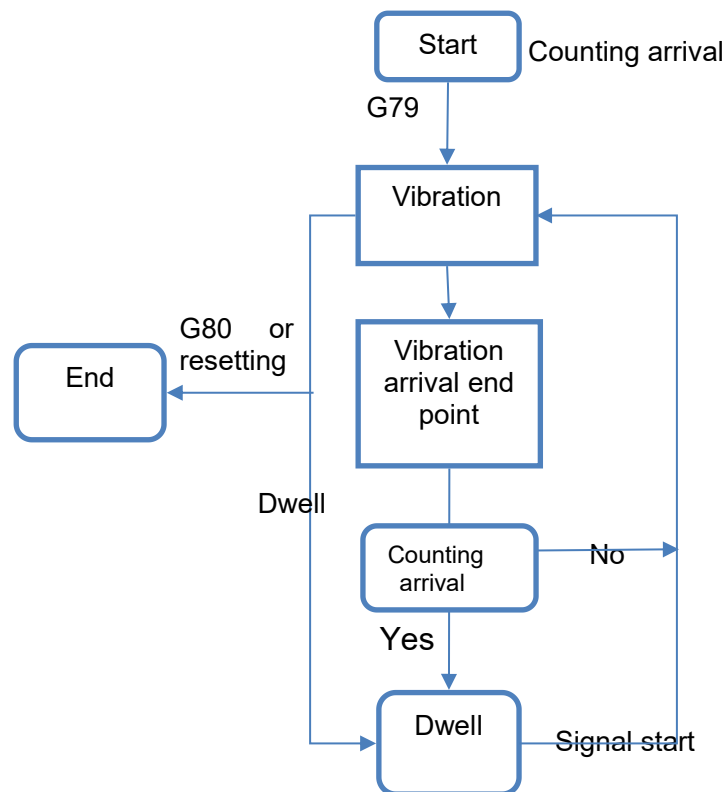 Start
Counting arrival
G79
Vibration
G80 or
resetting
End
Vibration
arrival end
point
Dwell
Counting
arrival
No
Yes
Dwell
Signal start